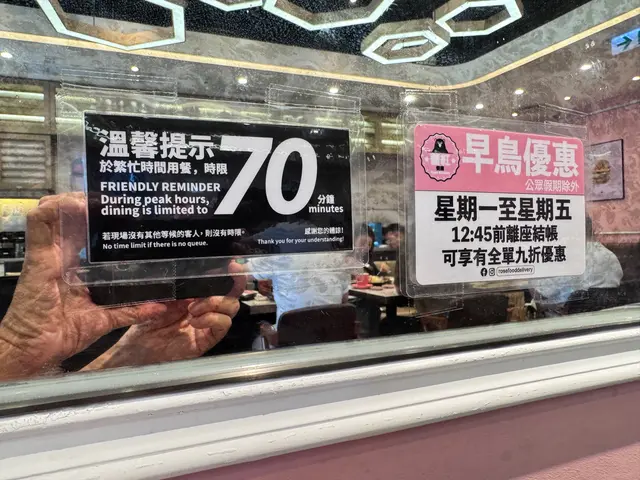 溫馨提示
於繁忙時間用餐，時限
FRIENDLY REMINDER
During peak hours,
dining is limited to
70
分鐘
minutes
若現場沒有其他等候的客人，則沒有時限。
No time limit if there is no queue.
感謝您的體諒！
Thank you for your understanding!
早鳥優惠
公眾假期除外
星期一至星期五
12:45前離座結帳
可享有全單九折優惠
rosefooddelivery